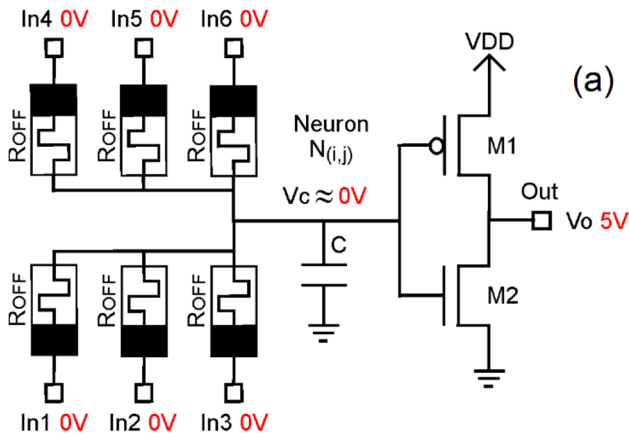 In4 0V In5 0V In6 0V
VDD
(a)
ROFF ROFF ROFF
Neuron
N(i,j)
M1
Out
Vc ≈ 0V
Vo 5V
C
ROFF ROFF ROFF
M2
In1 0V In2 0V In3 0V